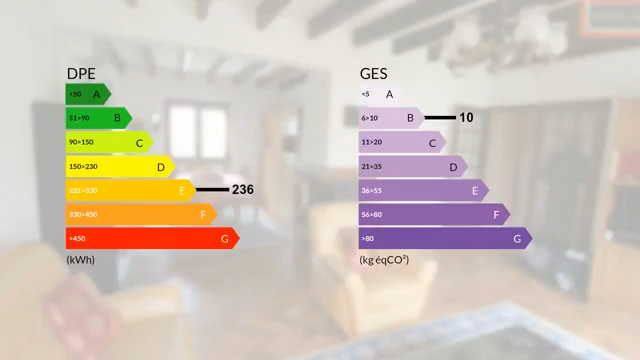 DPE
<50 A
51>90 B
90>150 C
150>230 D
231>330 E 236
330>450 F
>450 G
(kWh)
GES
<5 A
6>10 B 10
11>20 C
21>35 D
36>55 E
56>80 F
>80 G
(kg éqCO²)